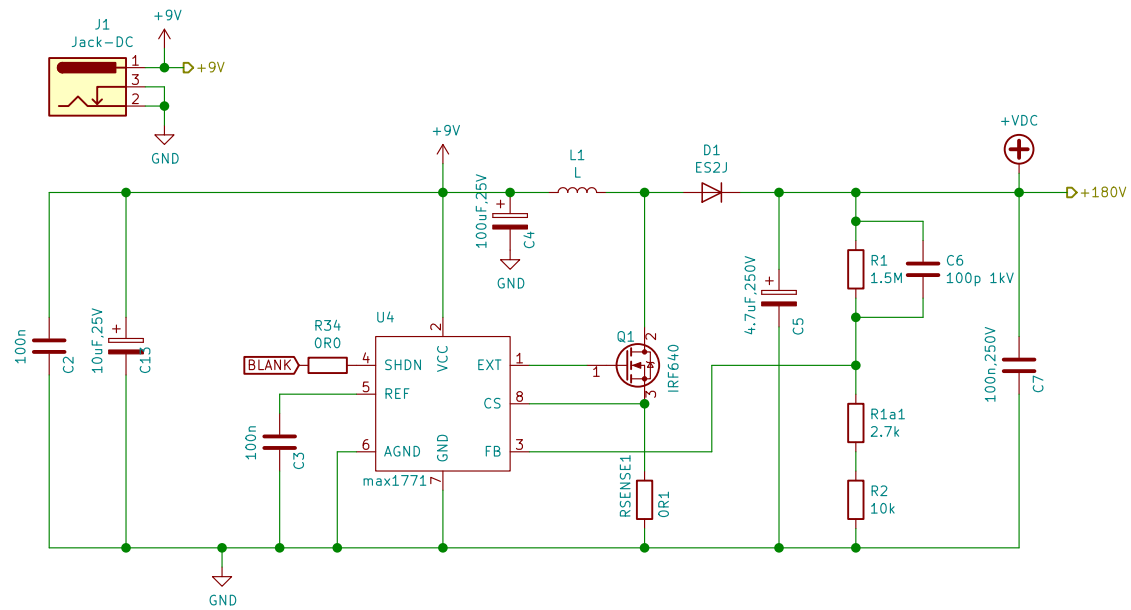 J1
Jack-DC
+9V
1
3
2
+9V
GND
+9V
100uF,25V
C4
GND
L1
L
D1
ES2J
+VDC
+180V
R1
1.5M
C6
100p 1kV
4.7uF,250V
C5
100n,250V
C7
100n
C2
10uF,25V
C15
R34
0R0
BLANK
U4
2
VCC
4
SHDN
EXT
1
5
REF
CS
8
6
AGND
GND
FB
3
max1771
7
Q1
2
1
3
IRF640
100n
C3
RSENSE1
0R1
R1a1
2.7k
R2
10k
GND